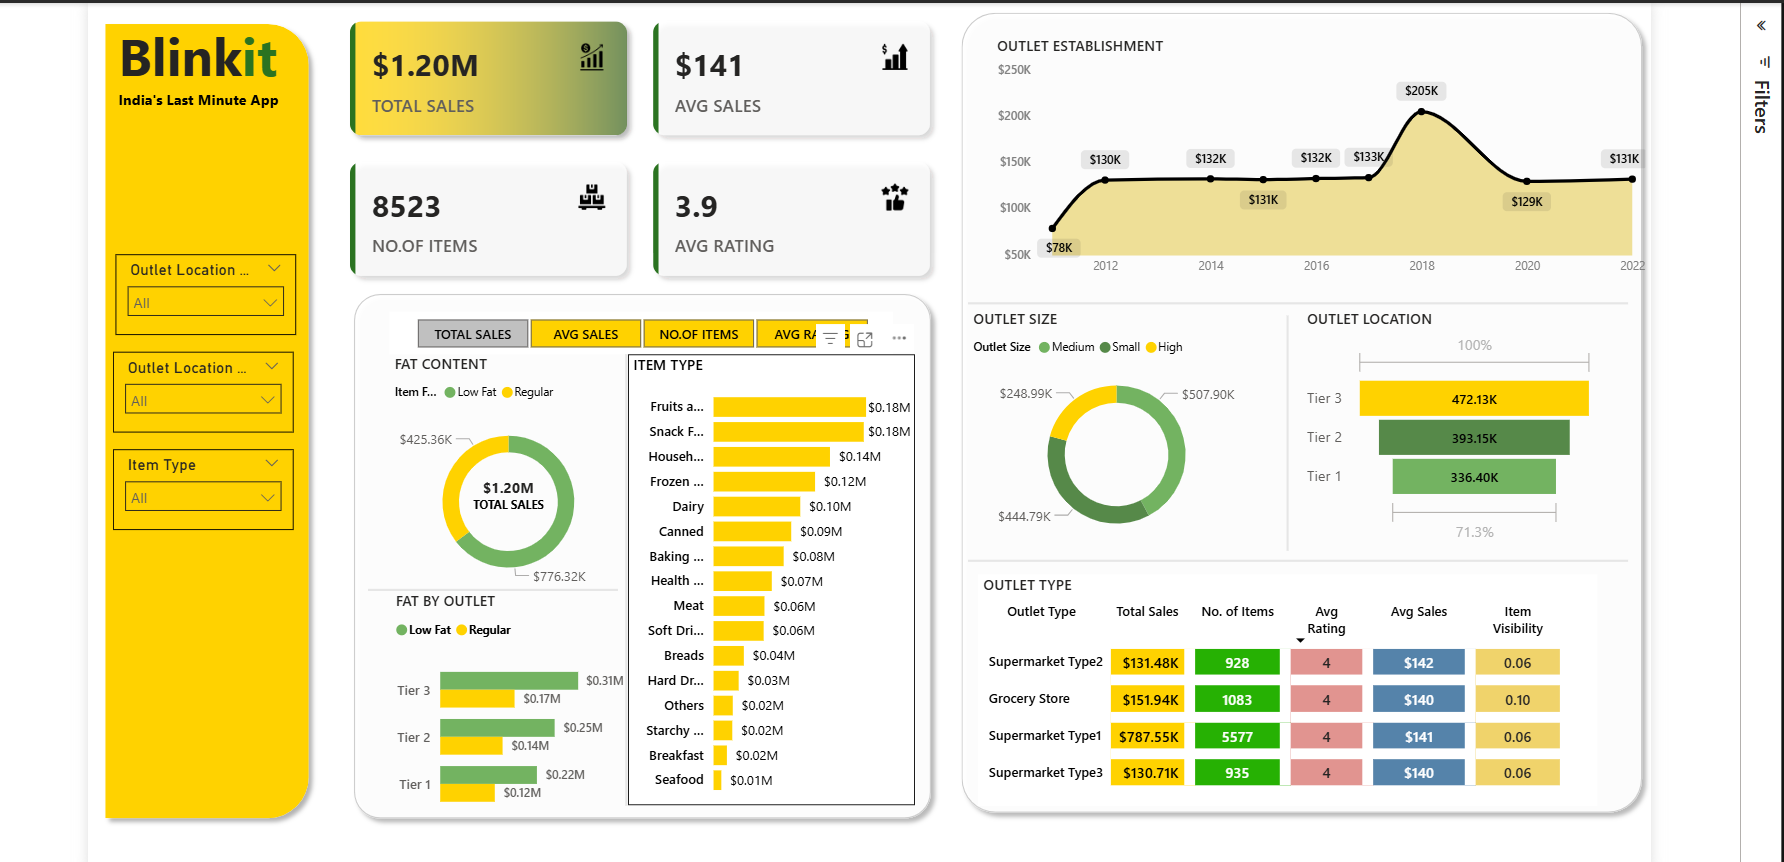 Blinkit
India's Last Minute App
Outlet Location ...
All
Outlet Location ...
All
Item Type
All
$1.20M
TOTAL SALES
$141
AVG SALES
8523
NO.OF ITEMS
3.9
AVG RATING
TOTAL SALES
AVG SALES
NO.OF ITEMS
AVG
FAT CONTENT
Item F...
Low Fat
Regular
$425.36K
$1.20M
TOTAL SALES
$776.32K
FAT BY OUTLET
Low Fat
Regular
Tier 3
$0.31M
$0.17M
Tier 2
$0.25M
$0.14M
Tier 1
$0.22M
$0.12M
ITEM TYPE
Fruits a...
$0.18M
Snack F...
$0.18M
Househ...
$0.14M
Frozen ...
$0.12M
Dairy
$0.10M
Canned
$0.09M
Baking ...
$0.08M
Health ...
$0.07M
Meat
$0.06M
Soft Dri...
$0.06M
Breads
$0.04M
Hard Dr...
$0.03M
Others
$0.02M
Starchy ...
$0.02M
Breakfast
$0.02M
Seafood
$0.01M
OUTLET ESTABLISHMENT
$250K
$200K
$150K
$100K
$50K
$78K
$130K
$132K
$131K
$132K
$133K
$205K
$129K
$131K
2012
2014
2016
2018
2020
2022
OUTLET SIZE
Outlet Size
Medium
Small
High
$248.99K
$507.90K
$444.79K
OUTLET LOCATION
100%
Tier 3
472.13K
Tier 2
393.15K
Tier 1
336.40K
71.3%
OUTLET TYPE
Outlet Type Total Sales No. of Items Avg Rating Avg Sales Item Visibility
Supermarket Type2 $131.48K 928 4 $142 0.06
Grocery Store $151.94K 1083 4 $140 0.10
Supermarket Type1 $787.55K 5577 4 $141 0.06
Supermarket Type3 $130.71K 935 4 $140 0.06
Filters